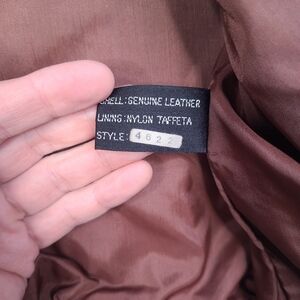 SHELL: GENUINE LEATHER
LINING: NYLON TAFFETA
STYLE: 4622